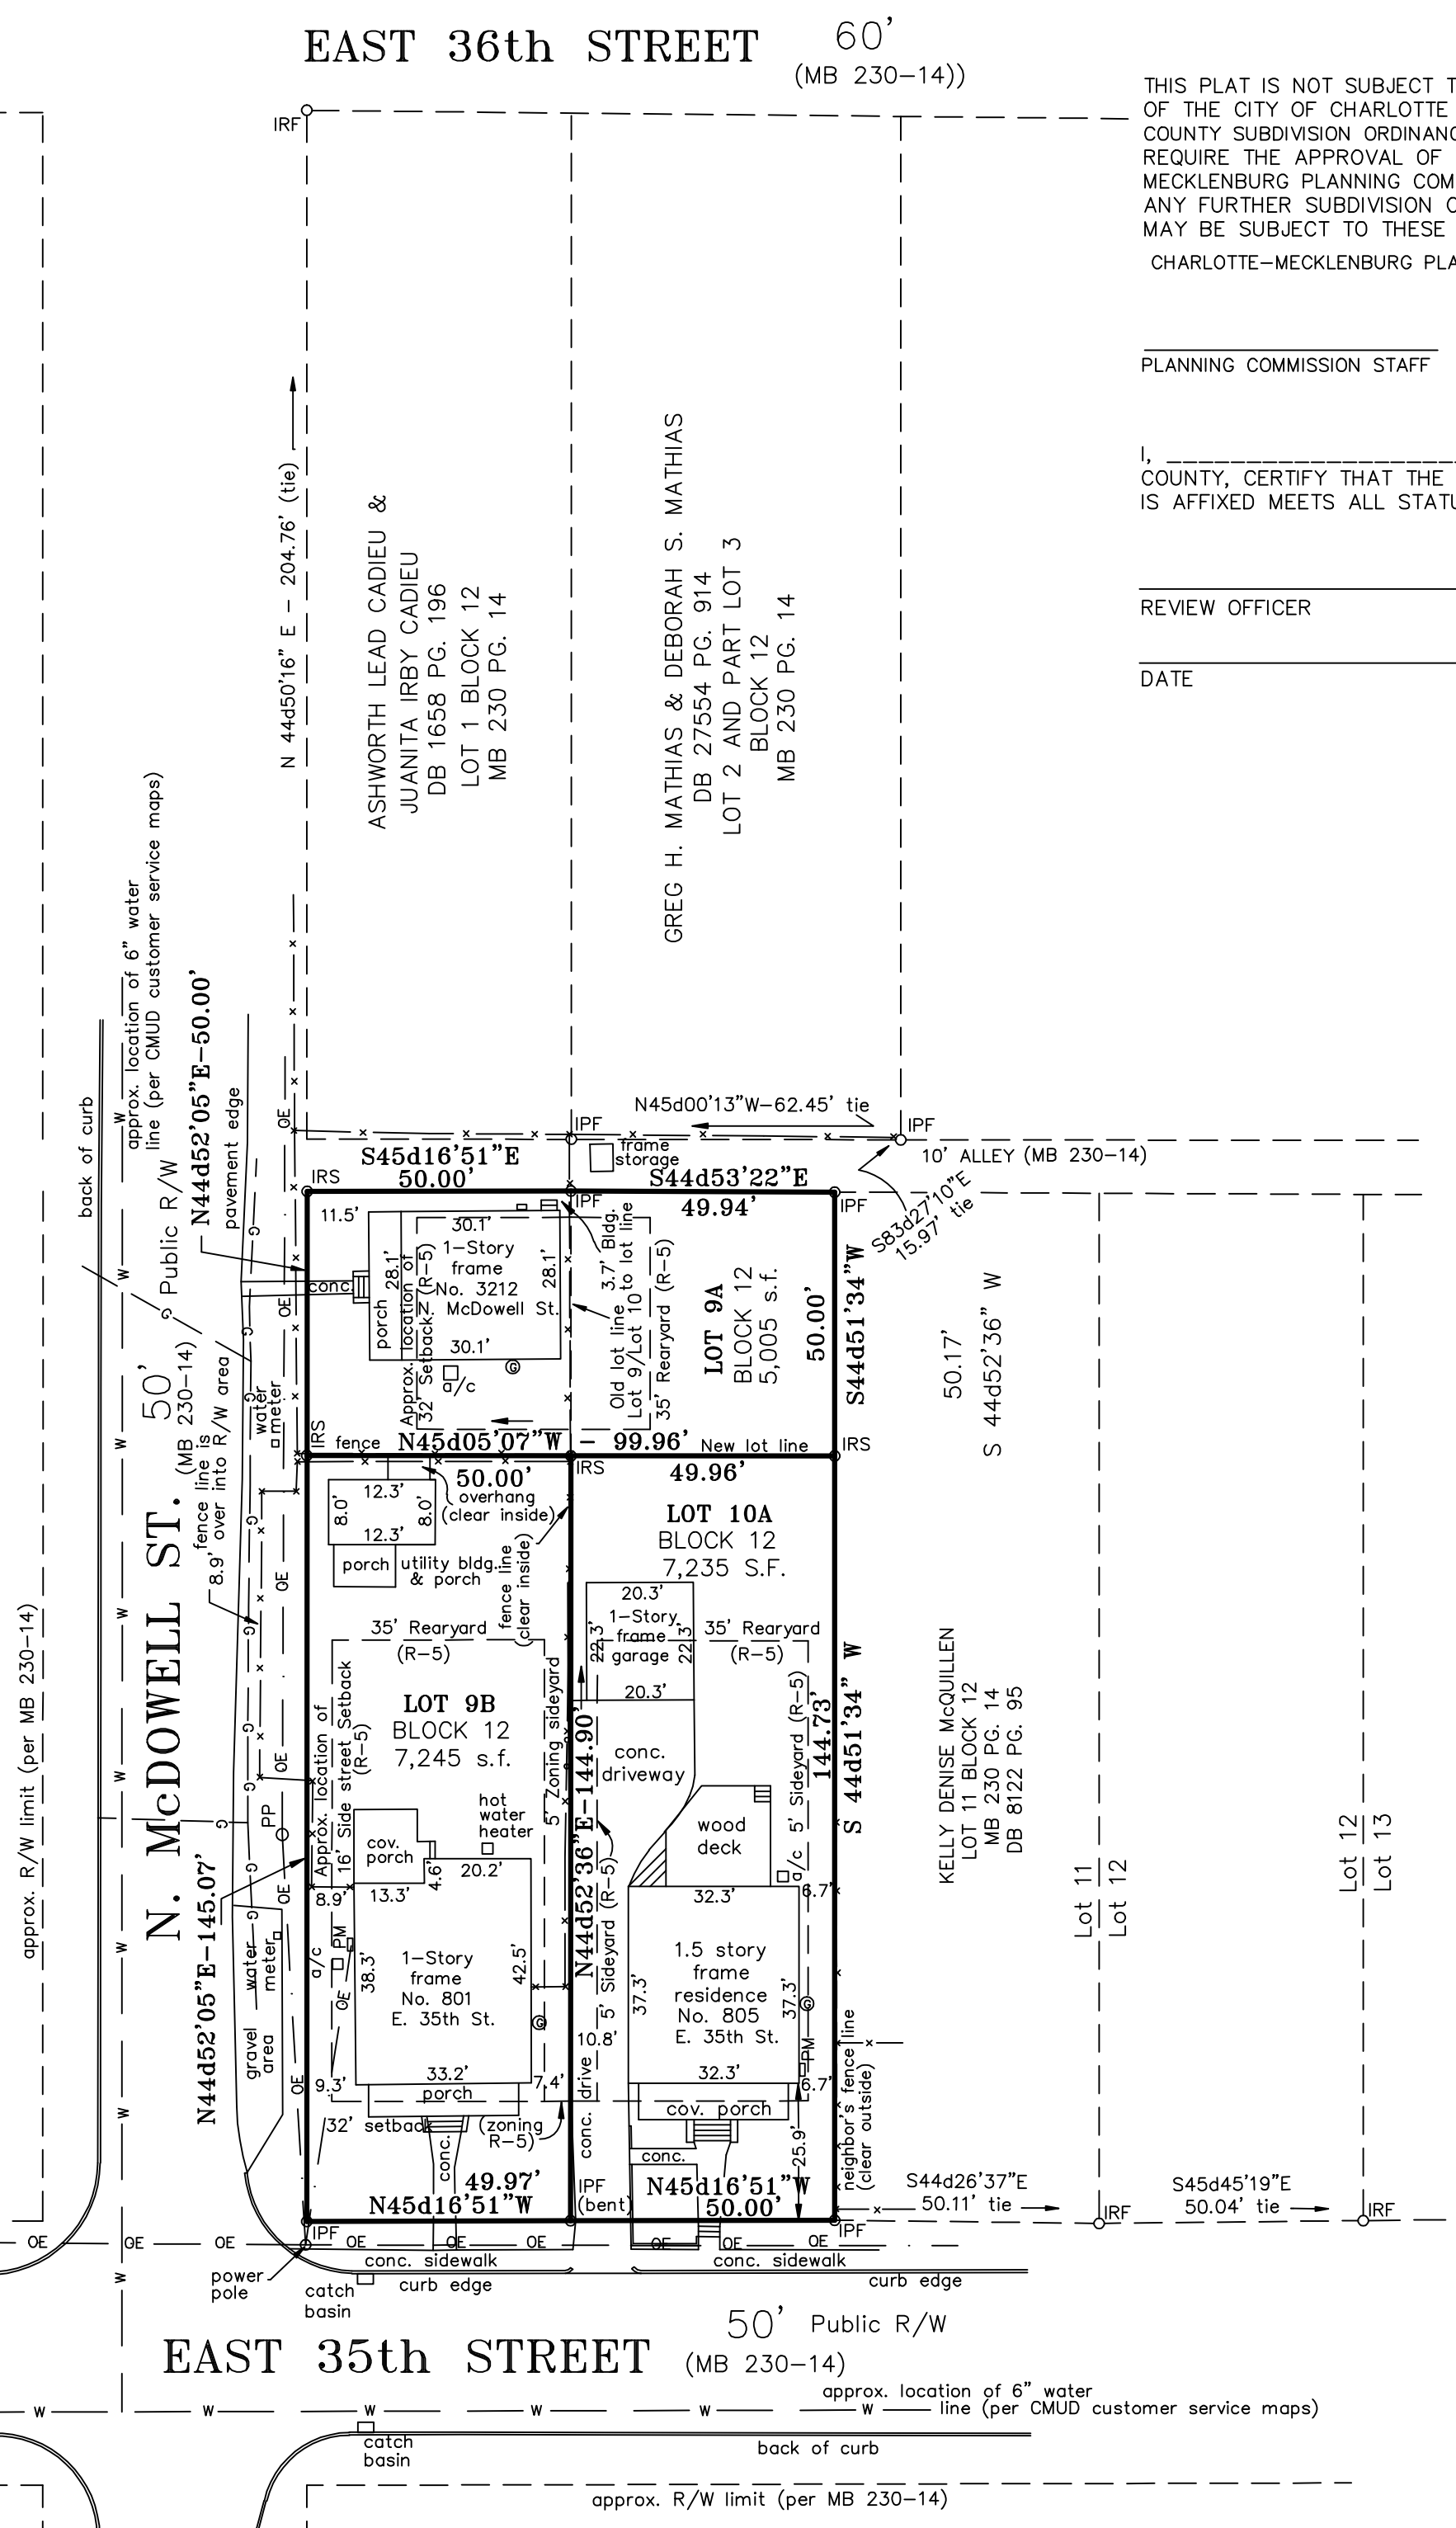 EAST 36th STREET
60'
(MB 230-14))
IRF
THIS PLAT IS NOT SUBJECT T
OF THE CITY OF CHARLOTTE
COUNTY SUBDIVISION ORDINANC
REQUIRE THE APPROVAL OF
MECKLENBURG PLANNING COM
ANY FURTHER SUBDIVISION O
MAY BE SUBJECT TO THESE
CHARLOTTE-MECKLENBURG PLA
PLANNING COMMISSION STAFF
I, ____________________
COUNTY, CERTIFY THAT THE
IS AFFIXED MEETS ALL STATU
REVIEW OFFICER
DATE
N 44d50'16" E - 204.76' (tie)
ASHWORTH LEAD CADIEU &
JUANITA IRBY CADIEU
DB 1658 PG. 196
LOT 1 BLOCK 12
MB 230 PG. 14
GREG H. MATHIAS & DEBORAH S. MATHIAS
DB 27554 PG. 914
LOT 2 AND PART LOT 3
BLOCK 12
MB 230 PG. 14
approx. location of 6" water
line (per CMUD customer service maps)
back of curb
N44d52'05"E-50.00'
pavement edge
50' Public R/W
(MB 230-14)
N. McDOWELL ST.
N45d00'13"W-62.45' tie
IPF
IPF
10' ALLEY (MB 230-14)
S83d27'10"E
15.97' tie
frame
storage
S45d16'51"E
50.00'
S44d53'22"E
49.94'
IRS
IPF
IPF
11.5'
30.1'
1-Story
frame
No. 3212
N. McDowell St.
30.1'
28.1'
28.1'
porch
conc.
OE
OE
G
G
W
W
a/c
G
Approx. location of
32' Setback (R-5)
3.7' Bldg.
to lot line
Old lot line
Lot 9/Lot 10
35' Rearyard (R-5)
LOT 9A
BLOCK 12
5,005 s.f.
50.00'
S44d51'34"W
50.17'
S 44d52'36" W
water
meter
fence line is
8.9' over into R/W area
IRS
fence
N45d05'07"W - 99.96'
New lot line
IRS
50.00'
IRS
49.96'
12.3'
8.0'
8.0'
12.3'
overhang
(clear inside)
porch
utility bldg.
& porch
fence line
(clear inside)
LOT 10A
BLOCK 12
7,235 S.F.
20.3'
1-Story
frame
garage
22.3'
22.3'
20.3'
35' Rearyard
(R-5)
35' Rearyard
(R-5)
LOT 9B
BLOCK 12
7,245 s.f.
Approx. location of
16' Side street Setback
(R-5)
5' Zoning sideyard
N44d52'36"E-144.90'
5' Sideyard (R-5)
conc.
driveway
wood
deck
5' Sideyard (R-5)
144.73'
S 44d51'34" W
a/c
KELLY DENISE McQUILLEN
LOT 11 BLOCK 12
MB 230 PG. 14
DB 8122 PG. 95
Lot 11
Lot 12
Lot 12
Lot 13
approx. R/W limit (per MB 230-14)
N44d52'05"E-145.07'
PP
hot
water
heater
cov.
porch
4.6'
20.2'
13.3'
8.9'
a/c
PM
38.3'
42.5'
1-Story
frame
No. 801
E. 35th St.
33.2'
porch
9.3'
7.4'
G
OE
water
meter
gravel
area
32' setback
(zoning
R-5)
conc.
conc. drive
10.8'
32.3'
6.7'
37.3'
37.3'
1.5 story
frame
residence
No. 805
E. 35th St.
32.3'
G
PM
6.7'
cov. porch
25.9'
conc.
neighbor's fence line
(clear outside)
49.97'
N45d16'51"W
IPF
(bent)
N45d16'51"W
50.00'
IPF
IPF
S44d26'37"E
50.11' tie
IRF
S45d45'19"E
50.04' tie
IRF
OE
OE
OE
OE
OE
OE
OE
OE
OE
conc. sidewalk
conc. sidewalk
curb edge
curb edge
power
pole
catch
basin
50' Public R/W
EAST 35th STREET
(MB 230-14)
approx. location of 6" water
line (per CMUD customer service maps)
W
W
W
W
W
W
catch
basin
back of curb
approx. R/W limit (per MB 230-14)